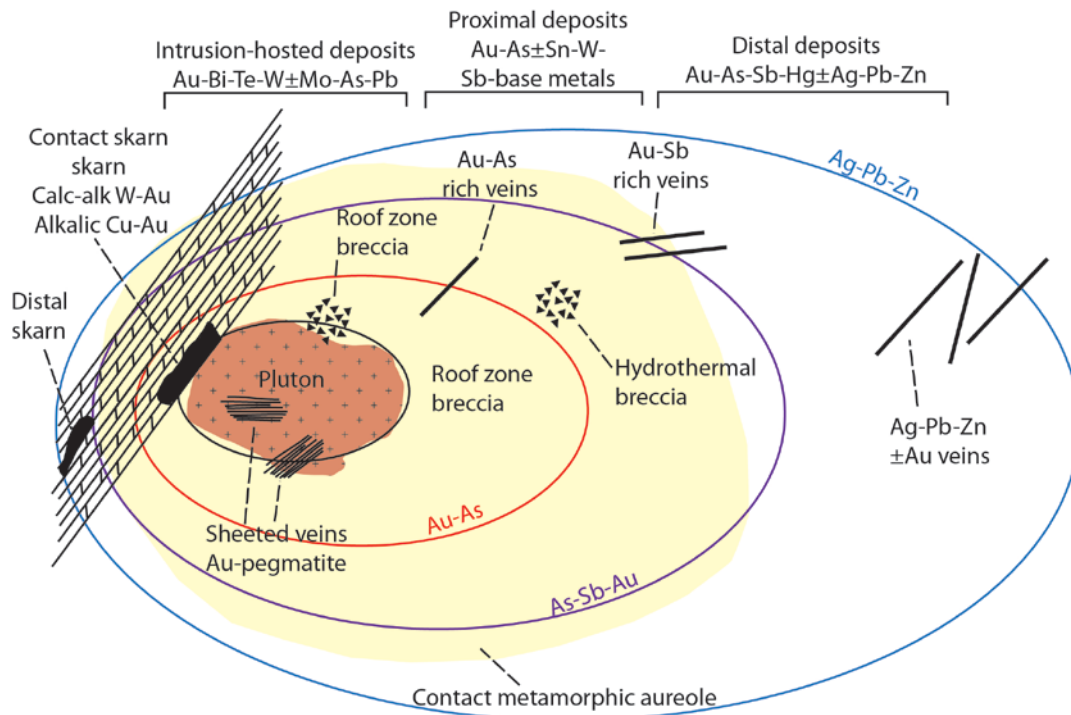 Intrusion-hosted deposits
Au-Bi-Te-W±Mo-As-Pb
Proximal deposits
Au-As±Sn-W-
Sb-base metals
Distal deposits
Au-As-Sb-Hg±Ag-Pb-Zn
Contact skarn
skarn
Calc-alk W-Au
Alkalic Cu-Au
Distal
skarn
Roof zone
breccia
Au-As
rich veins
Au-Sb
rich veins
Ag-Pb-Zn
Pluton
Roof zone
breccia
Hydrothermal
breccia
Ag-Pb-Zn
±Au veins
Sheeted veins
Au-pegmatite
Au-As
As-Sb-Au
Contact metamorphic aureole